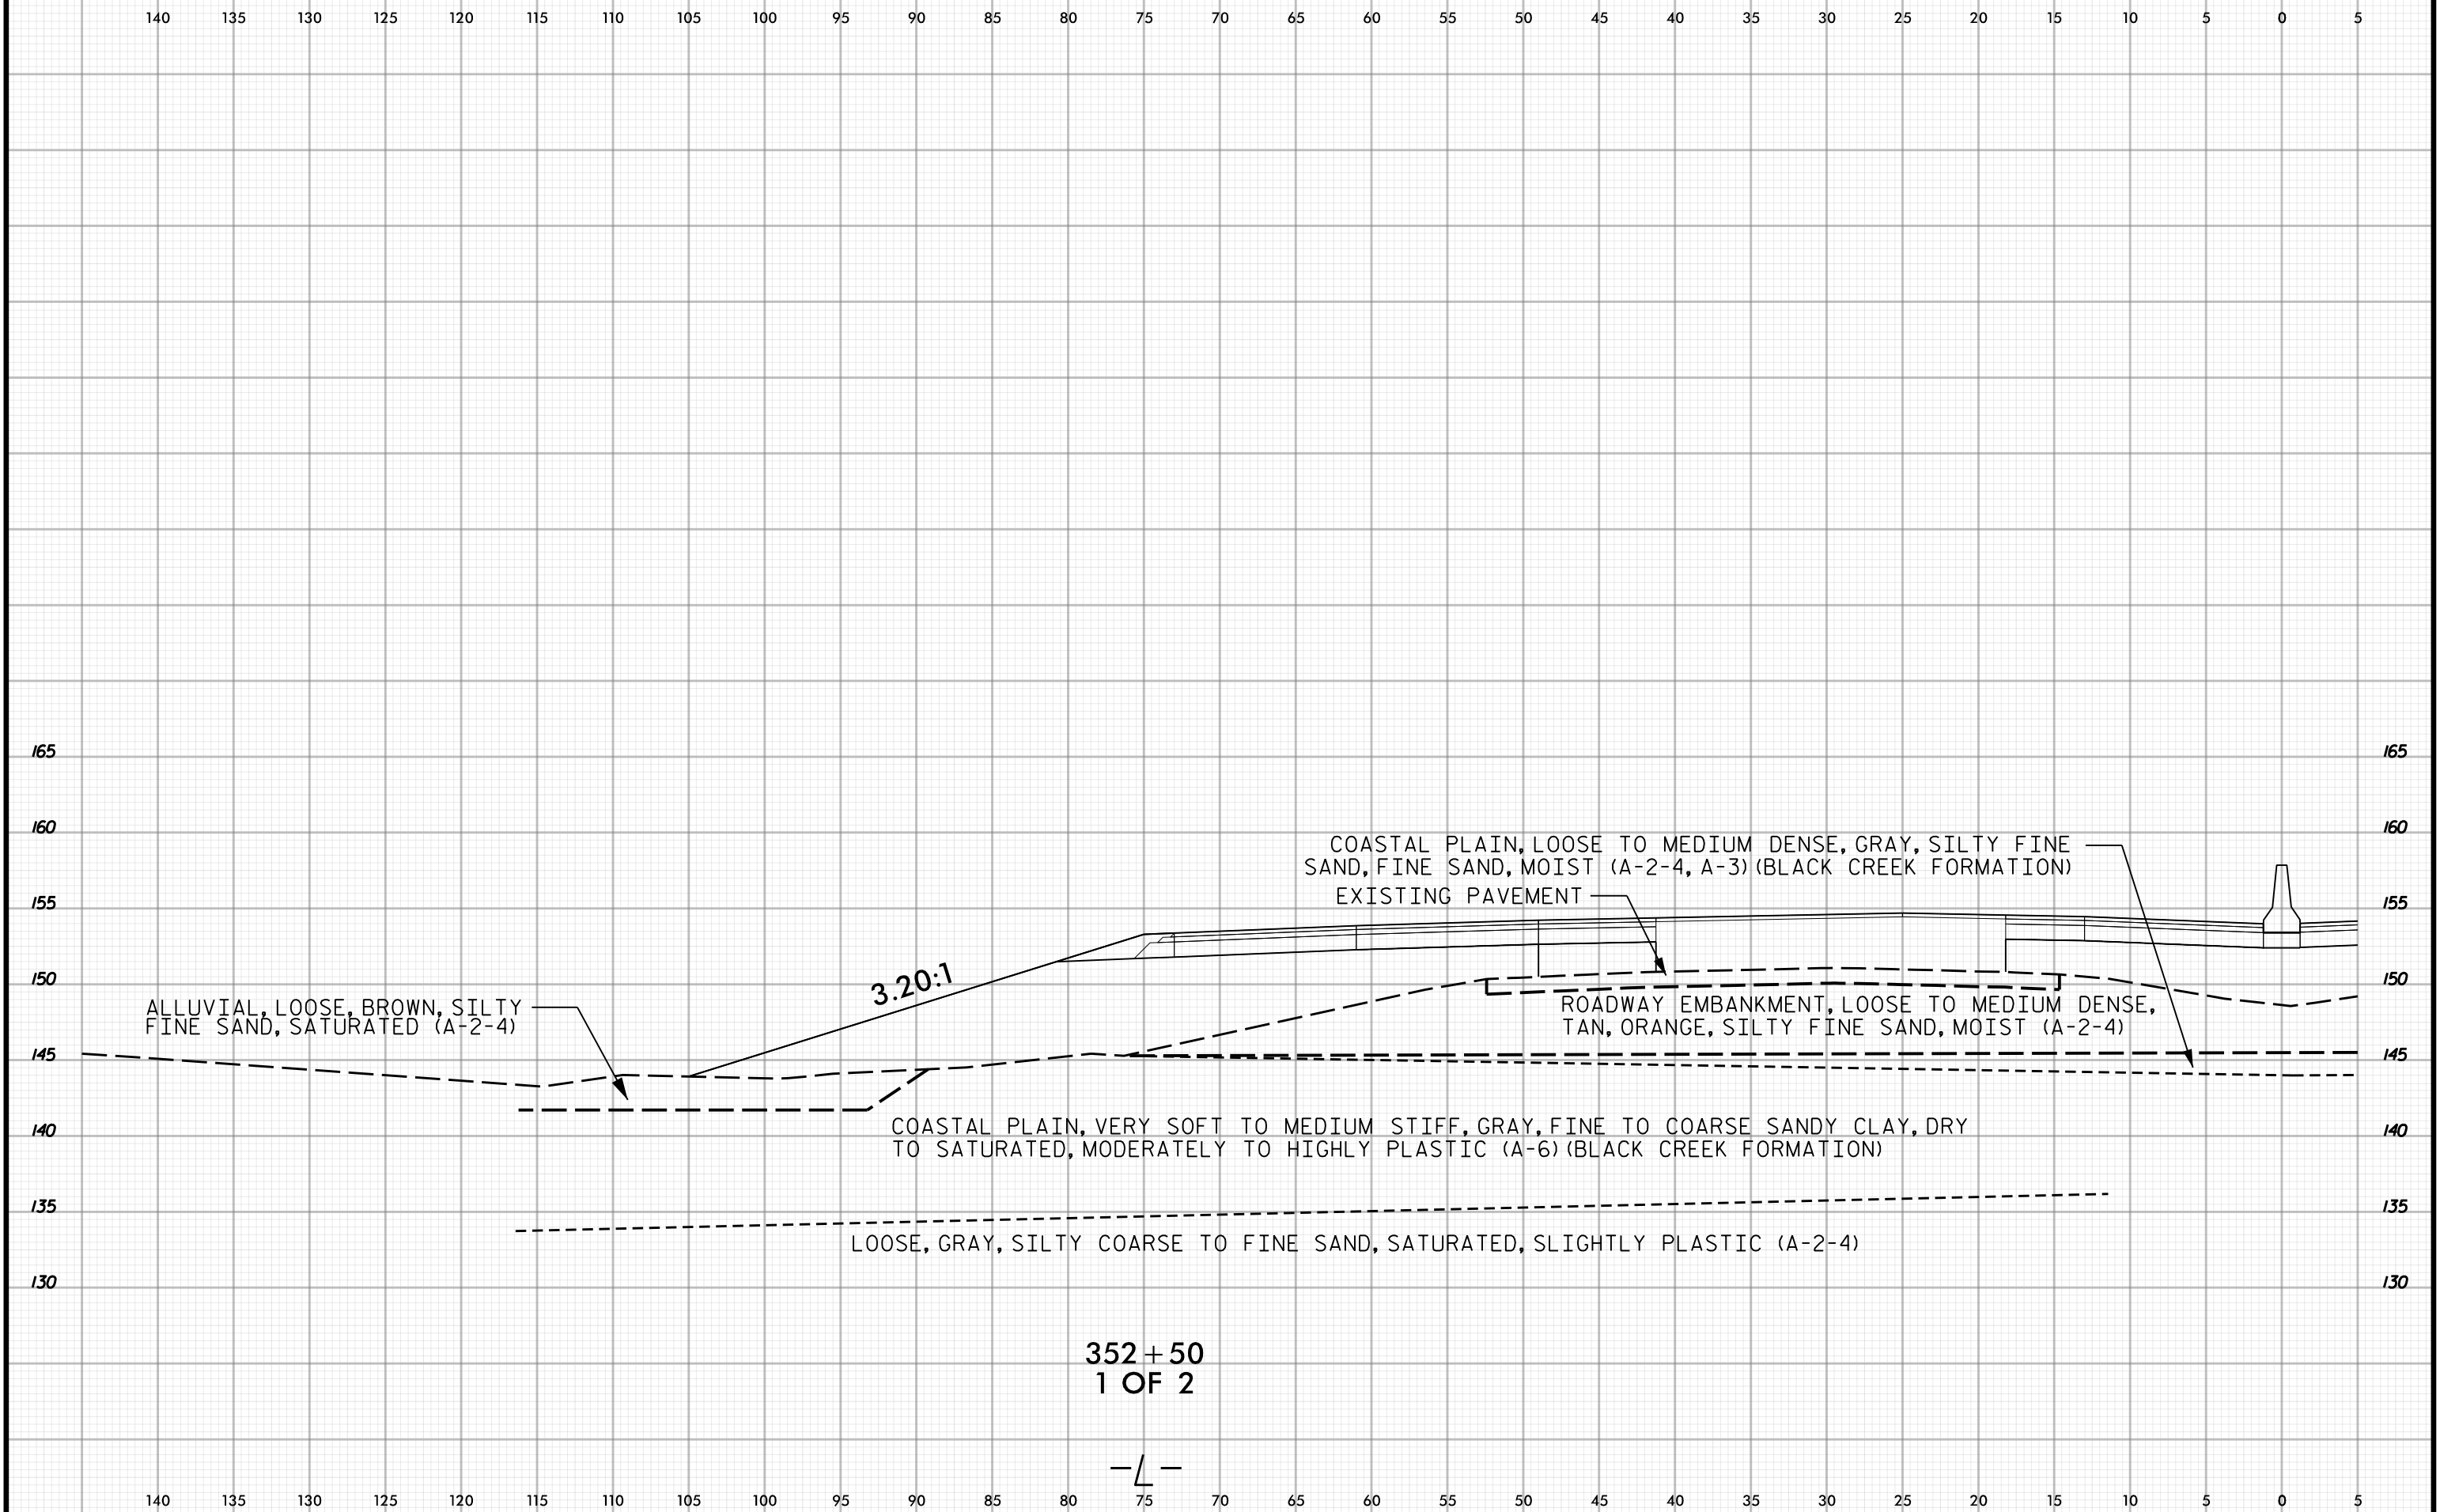 140 135 130 125 120 115 110 105 100 95 90 85 80 75 70 65 60 55 50 45 40 35 30 25 20 15 10 5 0 5
165 165
160 160
COASTAL PLAIN, LOOSE TO MEDIUM DENSE, GRAY, SILTY FINE
SAND, FINE SAND, MOIST (A-2-4, A-3) (BLACK CREEK FORMATION)
EXISTING PAVEMENT
155 155
150 150
3.20:1
ALLUVIAL, LOOSE, BROWN, SILTY
FINE SAND, SATURATED (A-2-4)
ROADWAY EMBANKMENT, LOOSE TO MEDIUM DENSE,
TAN, ORANGE, SILTY FINE SAND, MOIST (A-2-4)
145 145
COASTAL PLAIN, VERY SOFT TO MEDIUM STIFF, GRAY, FINE TO COARSE SANDY CLAY, DRY
TO SATURATED, MODERATELY TO HIGHLY PLASTIC (A-6) (BLACK CREEK FORMATION)
140 140
135 135
LOOSE, GRAY, SILTY COARSE TO FINE SAND, SATURATED, SLIGHTLY PLASTIC (A-2-4)
130 130
352+50
1 OF 2
-L-
140 135 130 125 120 115 110 105 100 95 90 85 80 75 70 65 60 55 50 45 40 35 30 25 20 15 10 5 0 5